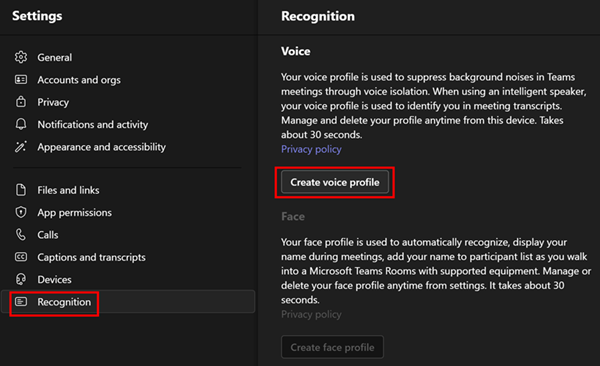 Settings
General
Accounts and orgs
Privacy
Notifications and activity
Appearance and accessibility
Files and links
App permissions
Calls
Captions and transcripts
Devices
Recognition
Recognition
Voice
Your voice profile is used to suppress background noises in Teams
meetings through voice isolation. When using an intelligent speaker,
your voice profile is used to identify you in meeting transcripts.
Manage and delete your profile anytime from this device. Takes
about 30 seconds.
Privacy policy
Create voice profile
Face
Your face profile is used to automatically recognize, display your
name during meetings, add your name to participant list as you walk
into a Microsoft Teams Rooms with supported equipment. Manage or
delete your face profile anytime from settings. It takes about 30
seconds.
Privacy policy
Create face profile